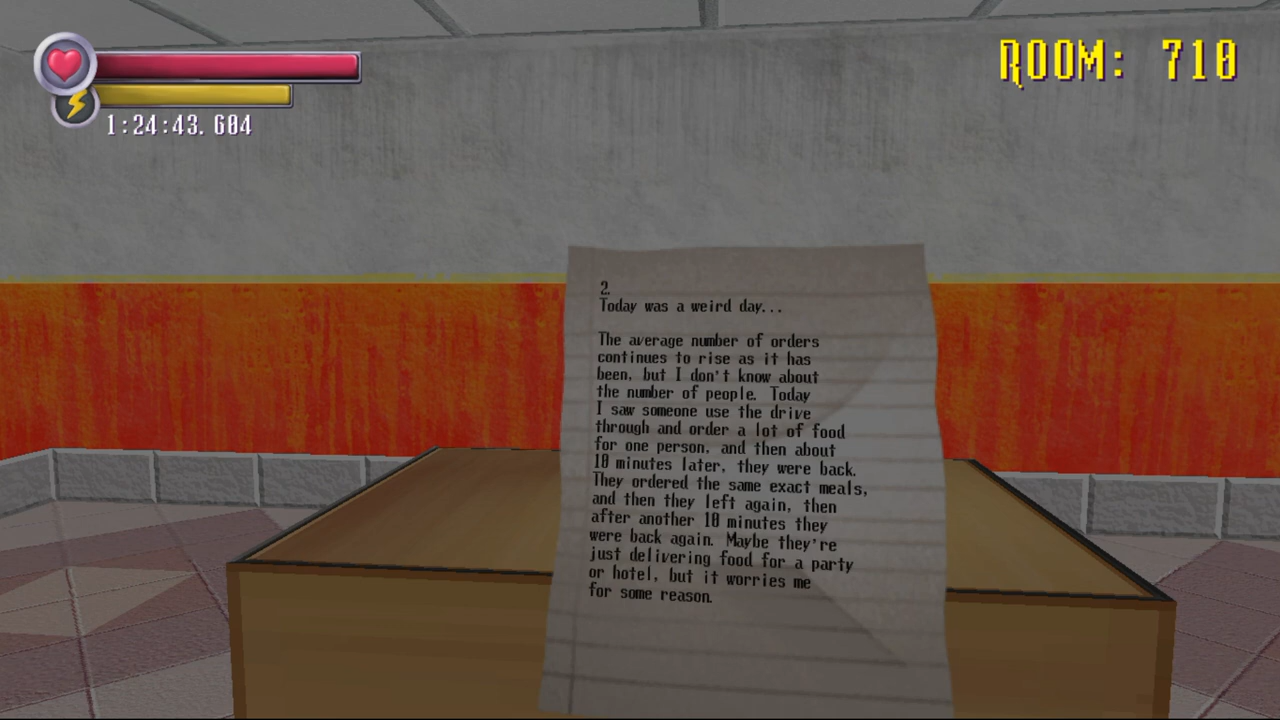 ROOM: 710
1:24:43.604
2.
Today was a weird day...
The average number of orders
continues to rise as it has
been, but I don't know about
the number of people. Today
I saw someone use the drive
through and order a lot of food
for one person, and then about
10 minutes later, they were back.
They ordered the same exact meals,
and then they left again, then
after another 10 minutes they
were back again. Maybe they're
just delivering food for a party
or hotel, but it worries me
for some reason.